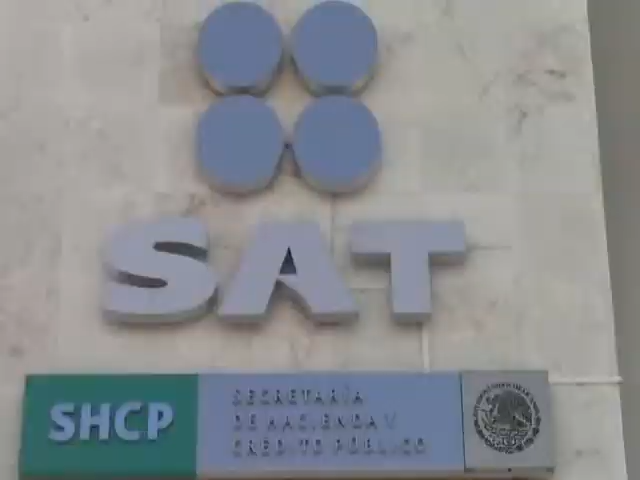 SAT
SHCP
SECRETARÍA
DE HACIENDA Y
CRÉDITO PÚBLICO